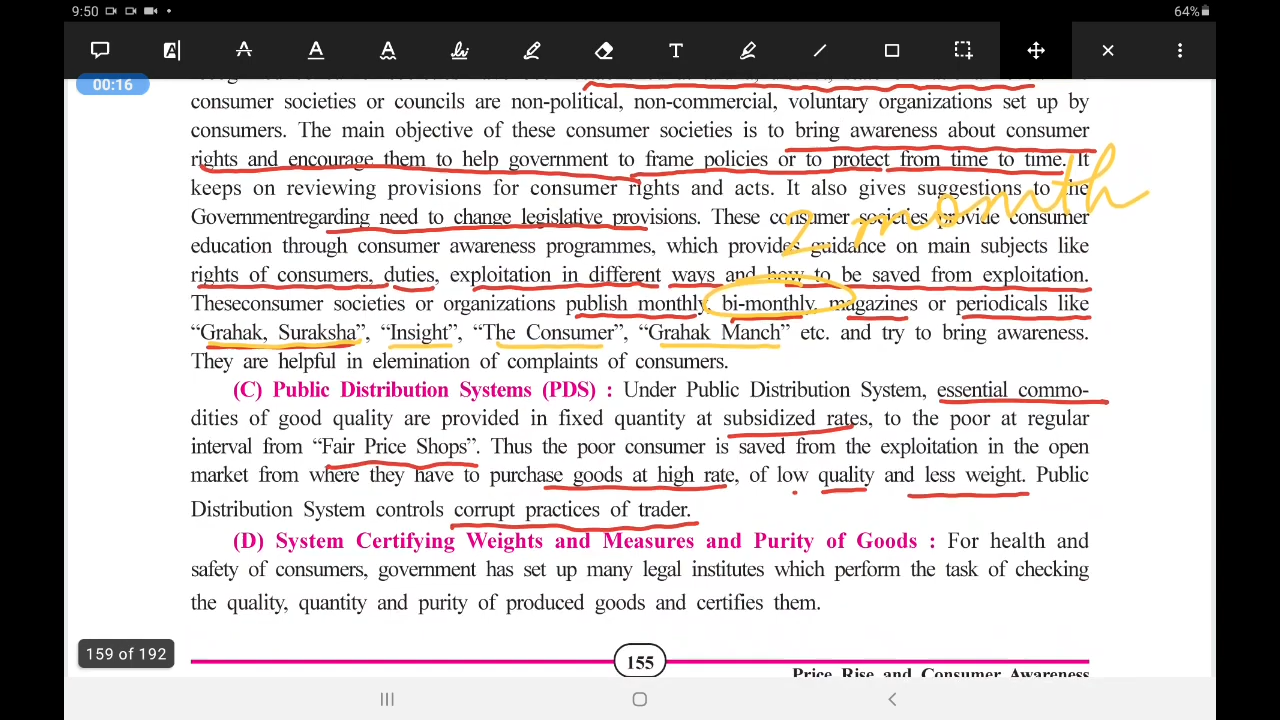 9:50
64%
00:16
consumer societies or councils are non-political, non-commercial, voluntary organizations set up by
consumers. The main objective of these consumer societies is to bring awareness about consumer
rights and encourage them to help government to frame policies or to protect from time to time. It
keeps on reviewing provisions for consumer rights and acts. It also gives suggestions to the
Governmentregarding need to change legislative provisions. These consumer societies provide consumer
2 month
education through consumer awareness programmes, which provides guidance on main subjects like
rights of consumers, duties, exploitation in different ways and how to be saved from exploitation.
Theseconsumer societies or organizations publish monthly, bi-monthly, magazines or periodicals like
“Grahak, Suraksha”, “Insight”, “The Consumer”, “Grahak Manch” etc. and try to bring awareness.
They are helpful in elemination of complaints of consumers.
(C) Public Distribution Systems (PDS) : Under Public Distribution System, essential commo-
dities of good quality are provided in fixed quantity at subsidized rates, to the poor at regular
interval from “Fair Price Shops”. Thus the poor consumer is saved from the exploitation in the open
market from where they have to purchase goods at high rate, of low quality and less weight. Public
Distribution System controls corrupt practices of trader.
(D) System Certifying Weights and Measures and Purity of Goods : For health and
safety of consumers, government has set up many legal institutes which perform the task of checking
the quality, quantity and purity of produced goods and certifies them.
159 of 192
155
Price Rise and Consumer Awareness